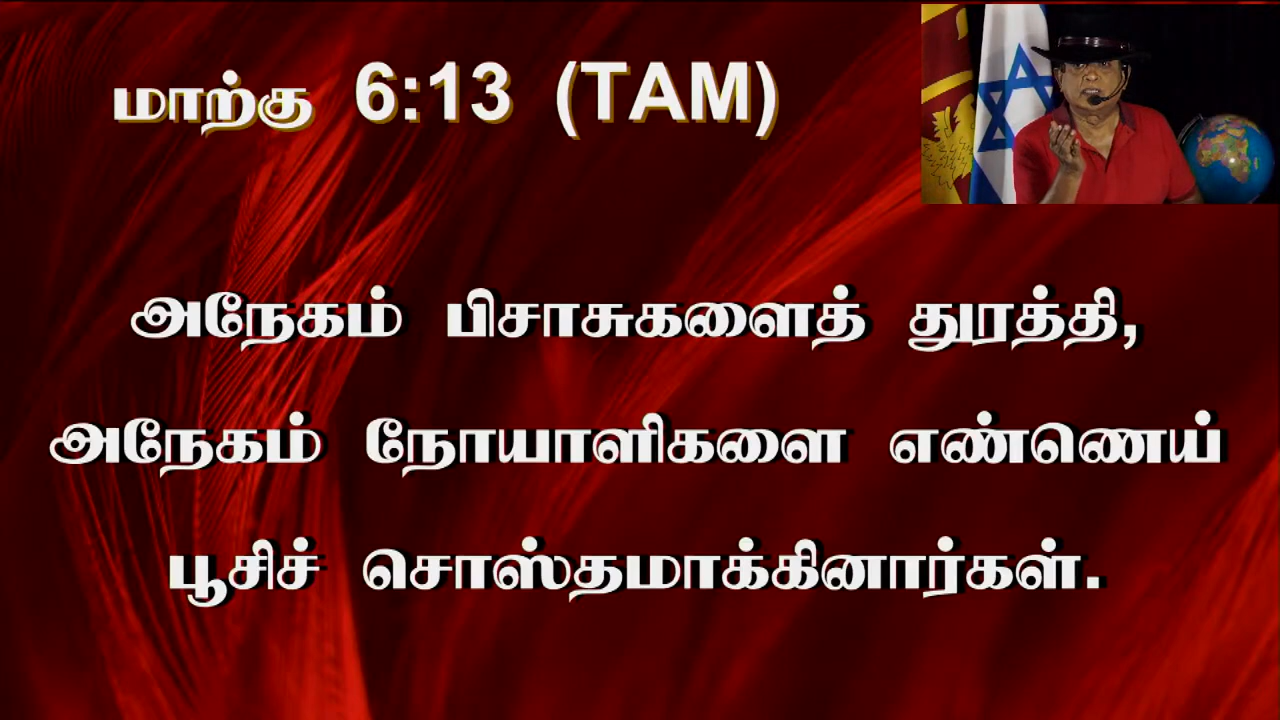 மாற்கு 6:13 (TAM)
அநேகம் பிசாசுகளைத் துரத்தி,
அநேகம் நோயாளிகளை எண்ணெய்
பூசிச் சொஸ்தமாக்கினார்கள்.